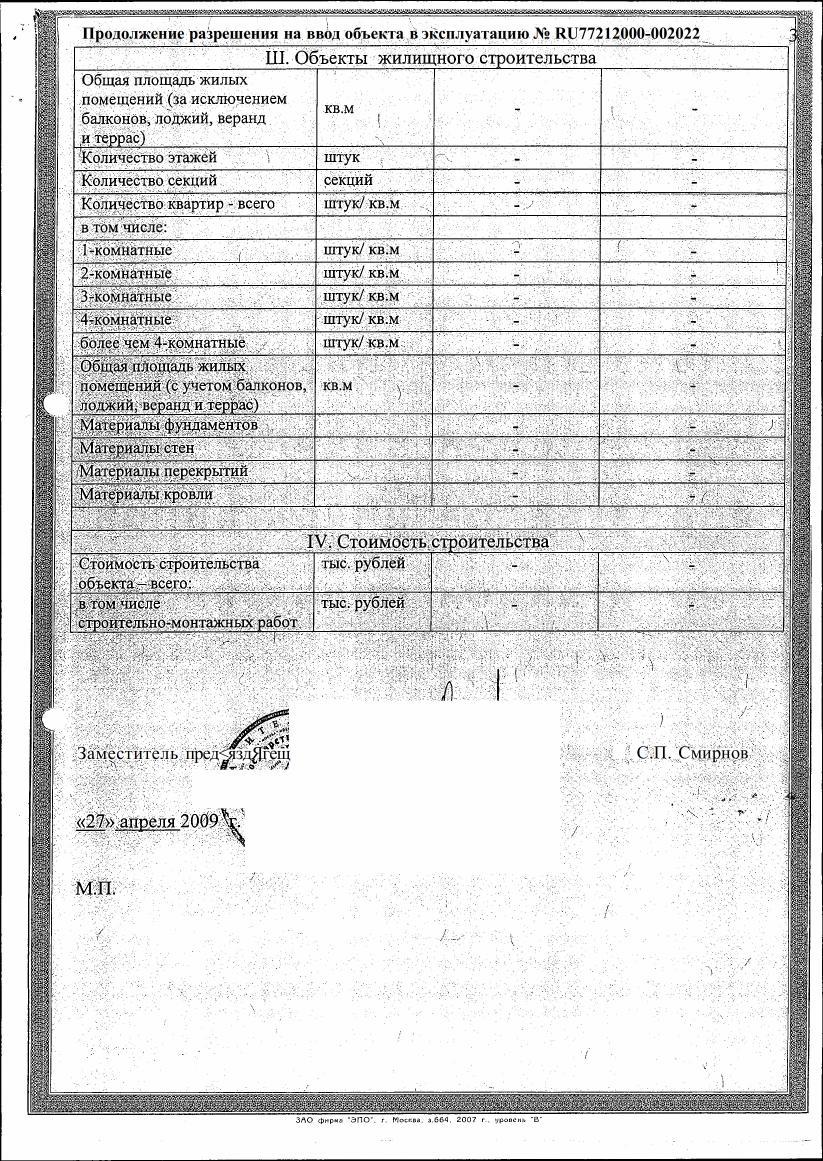 Продолжение разрешения на ввод объекта в эксплуатацию № RU77212000-002022
3
Ш. Объекты жилищного строительства
Общая площадь жилых
помещений (за исключением
балконов, лоджий, веранд
и террас)
кв.м - -
Количество этажей штук - -
Количество секций секций - -
Количество квартир - всего штук/ кв.м - -
в том числе:
1-комнатные штук/ кв.м - -
2-комнатные штук/ кв.м - -
3-комнатные штук/ кв.м - -
4-комнатные штук/ кв.м - -
более чем 4-комнатные штук/ кв.м - -
Общая площадь жилых
помещений (с учетом балконов, кв.м - -
лоджий, веранд и террас)
Материалы фундаментов - -
Материалы стен - -
Материалы перекрытий - -
Материалы кровли - -
IV. Стоимость строительства
Стоимость строительства тыс. рублей - -
объекта – всего:
в том числе тыс. рублей - -
строительно-монтажных работ
Заместитель С.П. Смирнов
«27» апреля 2009 г.
М.П.
ЗАО фирма "ЭПО", г. Москва, з.664, 2007 г., уровень "В"